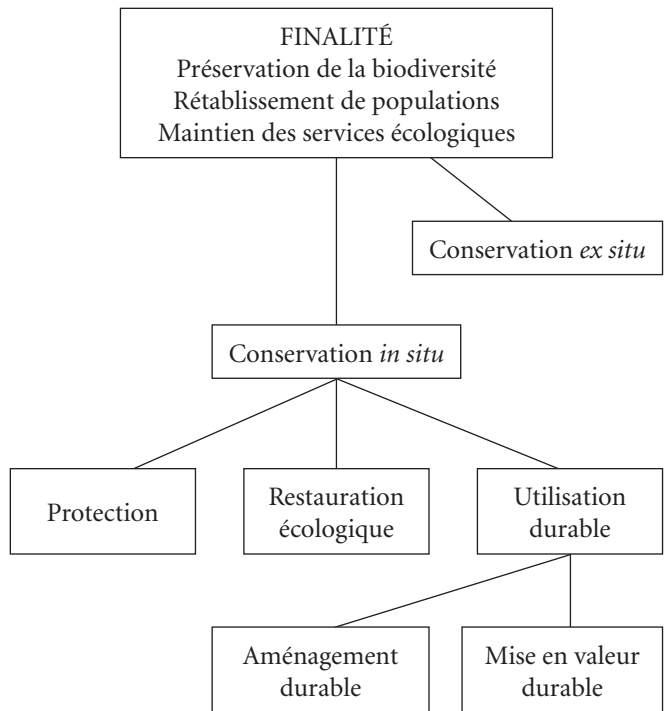 FINALITÉ
Préservation de la biodiversité
Rétablissement de populations
Maintien des services écologiques
Conservation ex situ
Conservation in situ
Protection
Restauration
écologique
Utilisation
durable
Aménagement
durable
Mise en valeur
durable